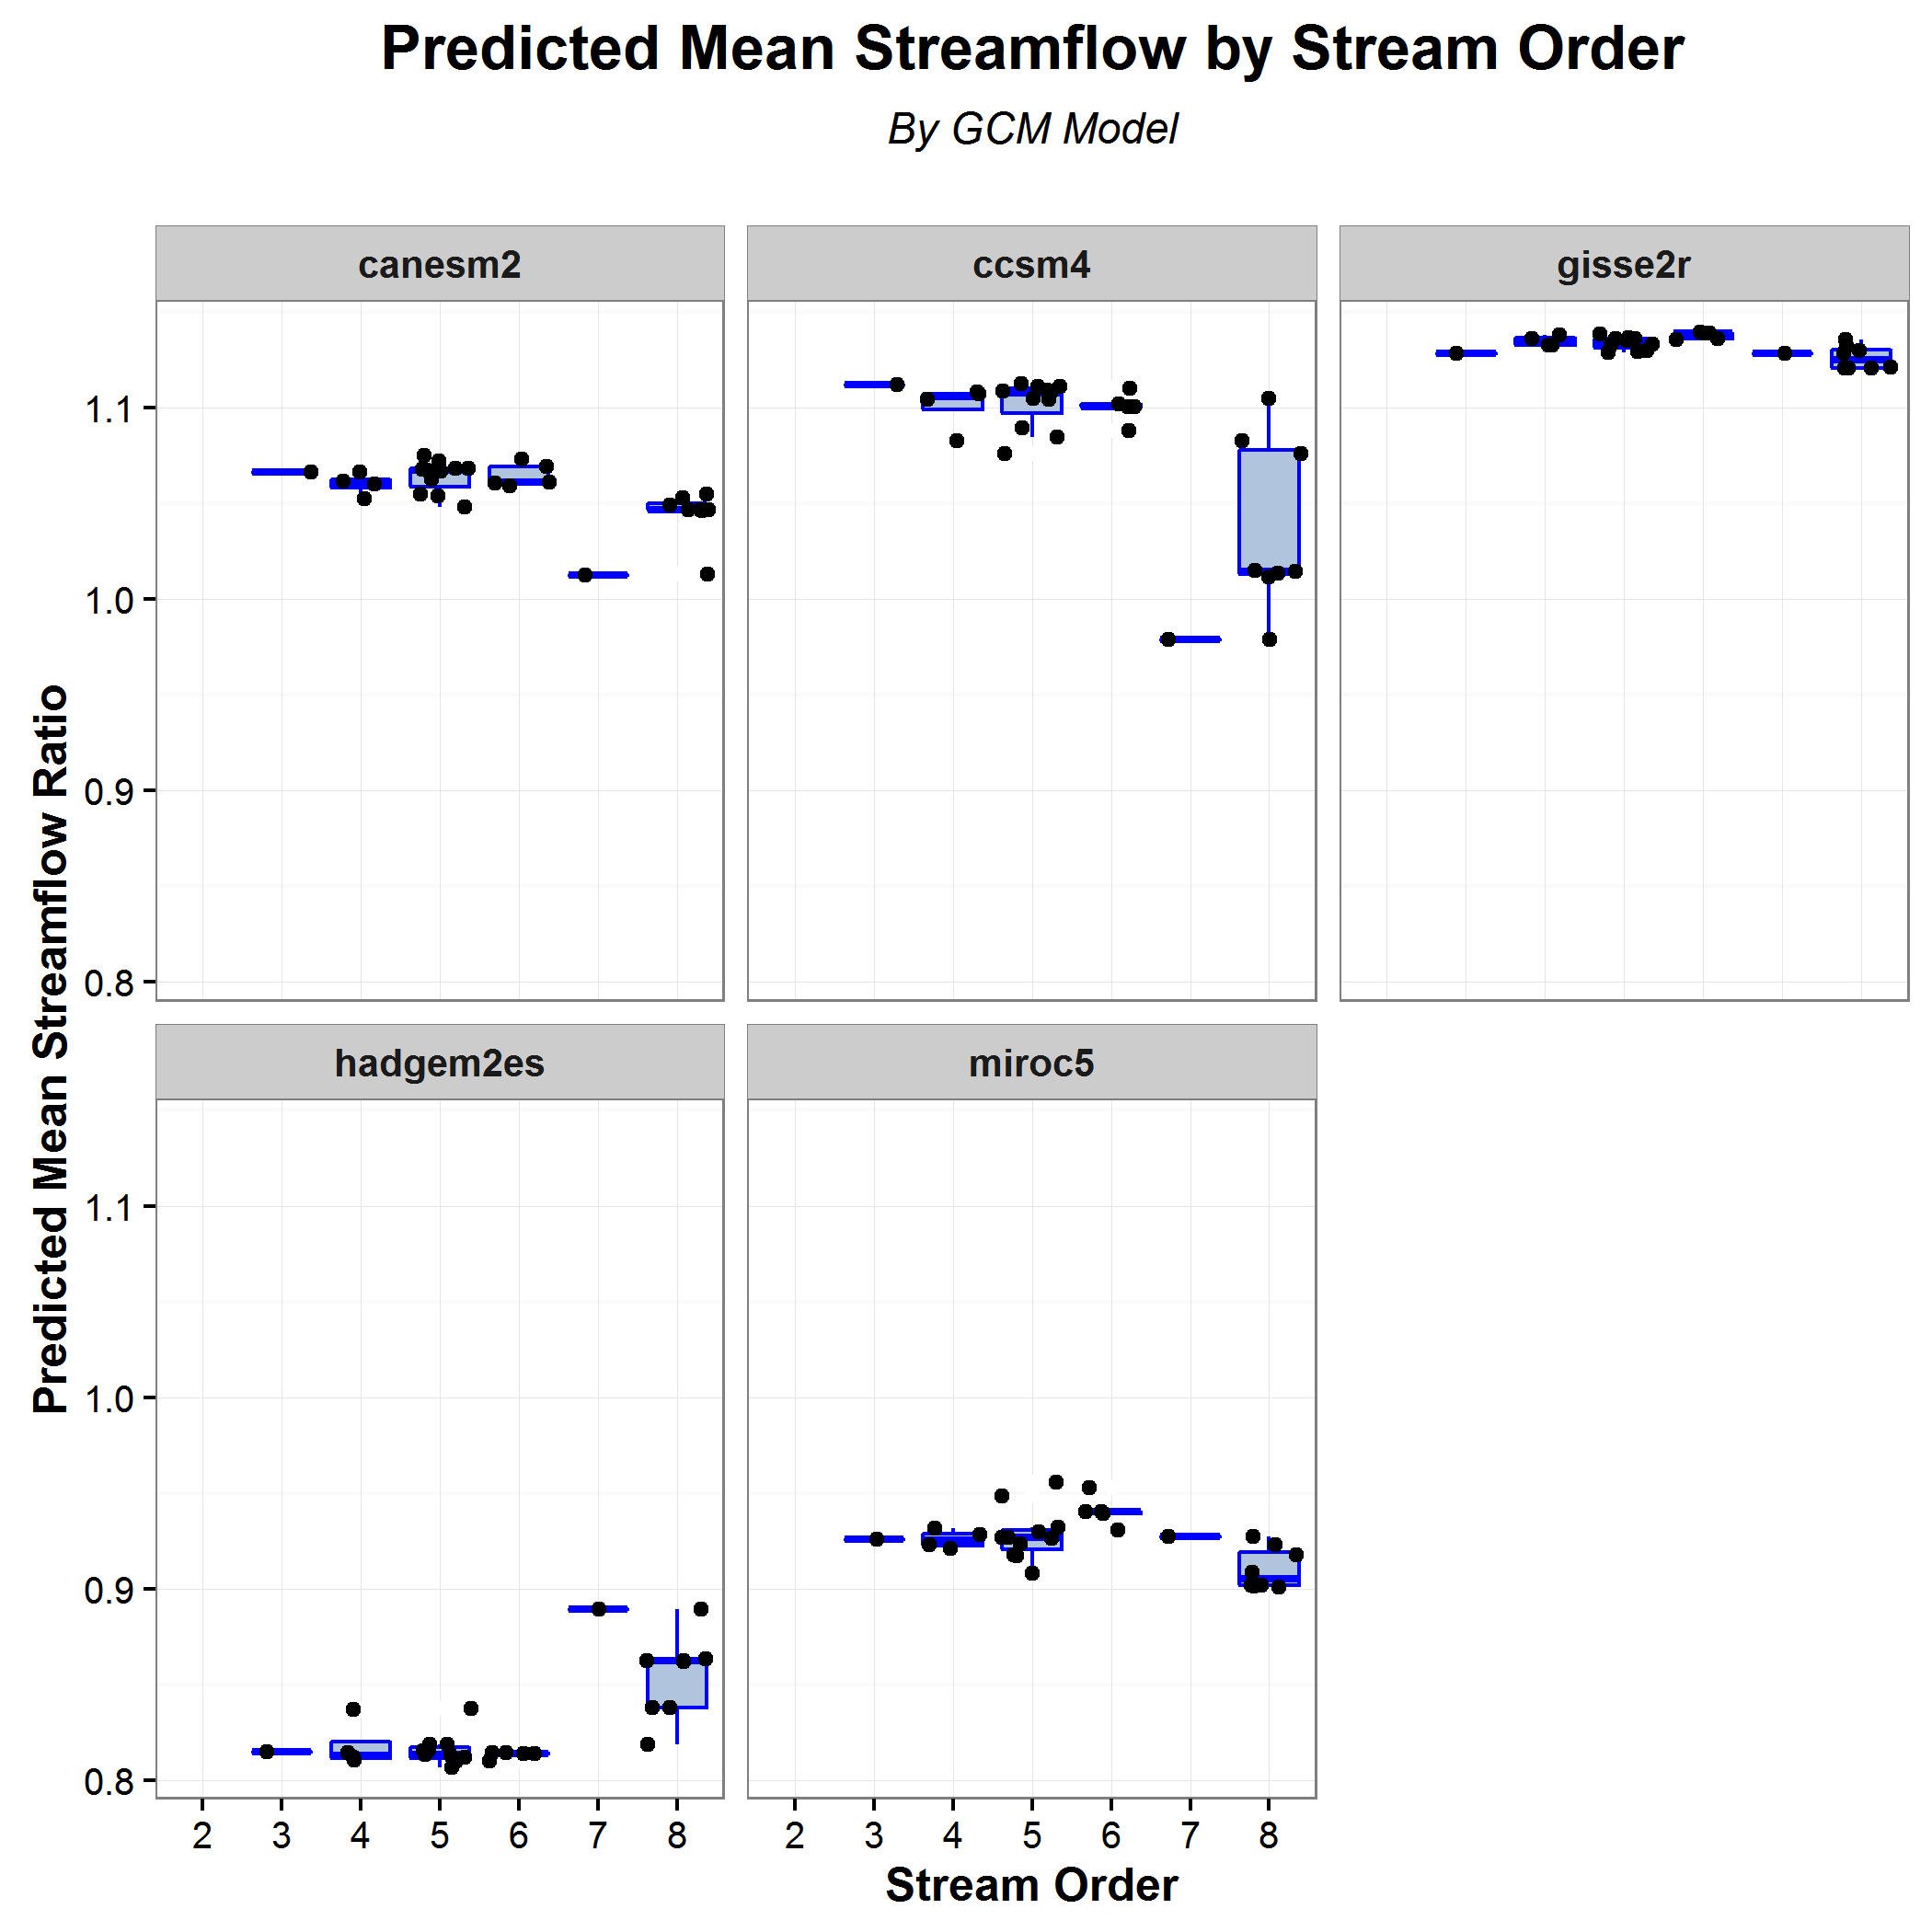 Predicted Mean Streamflow by Stream Order
By GCM Model
canesm2
ccsm4
gisse2r
1.1
1.0
0.9
0.8
Predicted Mean Streamflow Ratio
hadgem2es
miroc5
1.1
1.0
0.9
0.8
2 3 4 5 6 7 8
2 3 4 5 6 7 8
Stream Order